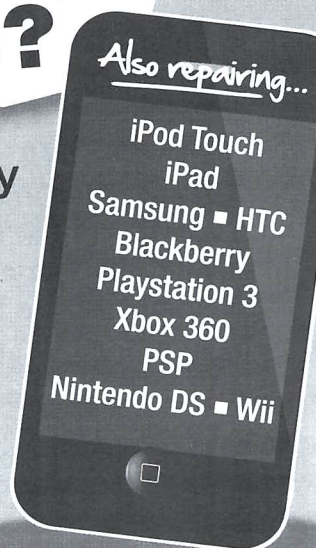 ?
y
Also repairing...
iPod Touch
iPad
Samsung ▪ HTC
Blackberry
Playstation 3
Xbox 360
PSP
Nintendo DS ▪ Wii